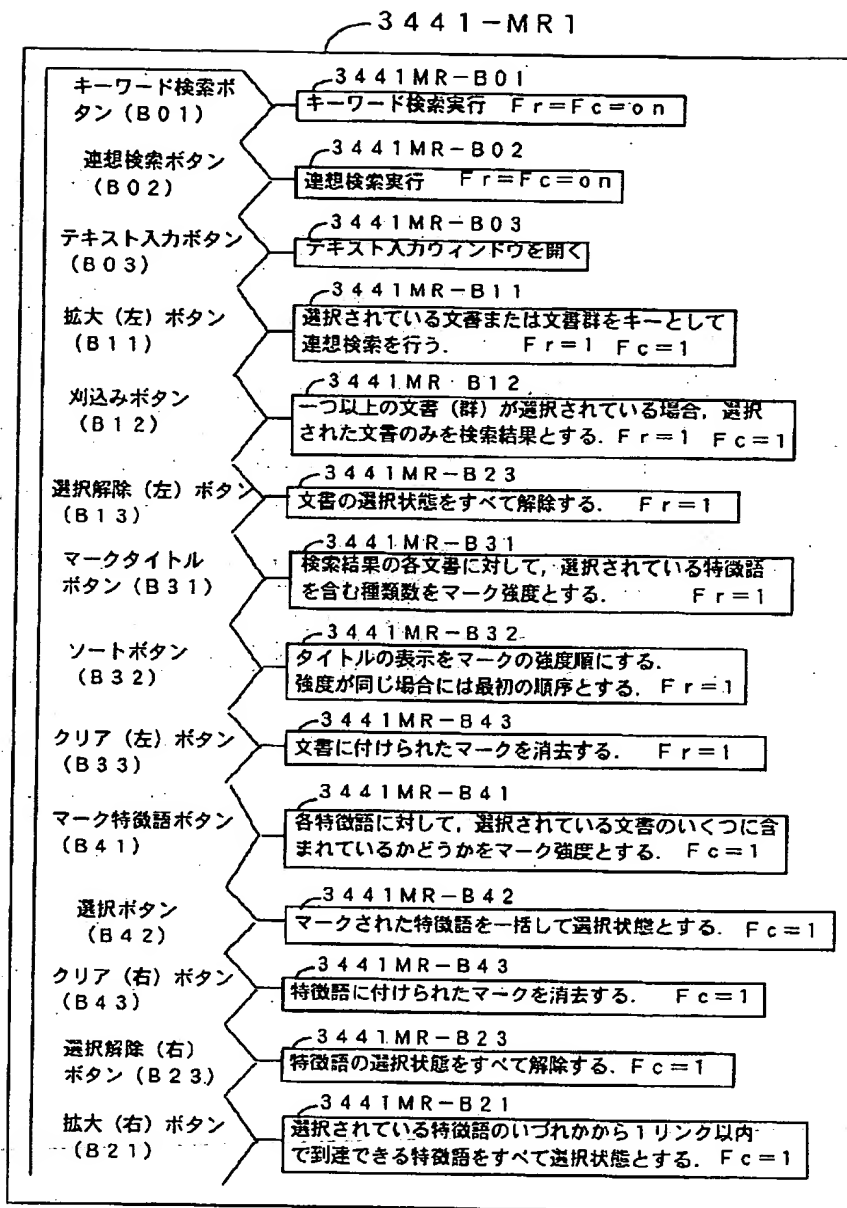 3441-MR1
キーワード検索ボ
タン（B01）
3441MR-B01
キーワード検索実行 Fr=Fc=on
連想検索ボタン
（B02）
3441MR-B02
連想検索実行 Fr=Fc=on
テキスト入力ボタン
（B03）
3441MR-B03
テキスト入力ウィンドウを開く
拡大（左）ボタン
（B11）
3441MR-B11
選択されている文書または文書群をキーとして
連想検索を行う． Fr=1 Fc=1
刈込みボタン
（B12）
3441MR-B12
一つ以上の文書（群）が選択されている場合，選択
された文書のみを検索結果とする．Fr=1 Fc=1
選択解除（左）ボタン
（B13）
3441MR-B23
文書の選択状態をすべて解除する． Fr=1
マークタイトル
ボタン（B31）
3441MR-B31
検索結果の各文書に対して，選択されている特徴語
を含む種類数をマーク強度とする． Fr=1
ソートボタン
（B32）
3441MR-B32
タイトルの表示をマークの強度順にする．
強度が同じ場合には最初の順序とする．Fr=1
クリア（左）ボタン
（B33）
3441MR-B43
文書に付けられたマークを消去する． Fr=1
マーク特徴語ボタン
（B41）
3441MR-B41
各特徴語に対して，選択されている文書のいくつに含
まれているかどうかをマーク強度とする． Fc=1
選択ボタン
（B42）
3441MR-B42
マークされた特徴語を一括して選択状態とする．Fc=1
クリア（右）ボタン
（B43）
3441MR-B43
特徴語に付けられたマークを消去する． Fc=1
選択解除（右）
ボタン（B23）
3441MR-B23
特徴語の選択状態をすべて解除する．Fc=1
拡大（右）ボタン
（B21）
3441MR-B21
選択されている特徴語のいづれかから1リンク以内
で到達できる特徴語をすべて選択状態とする．Fc=1